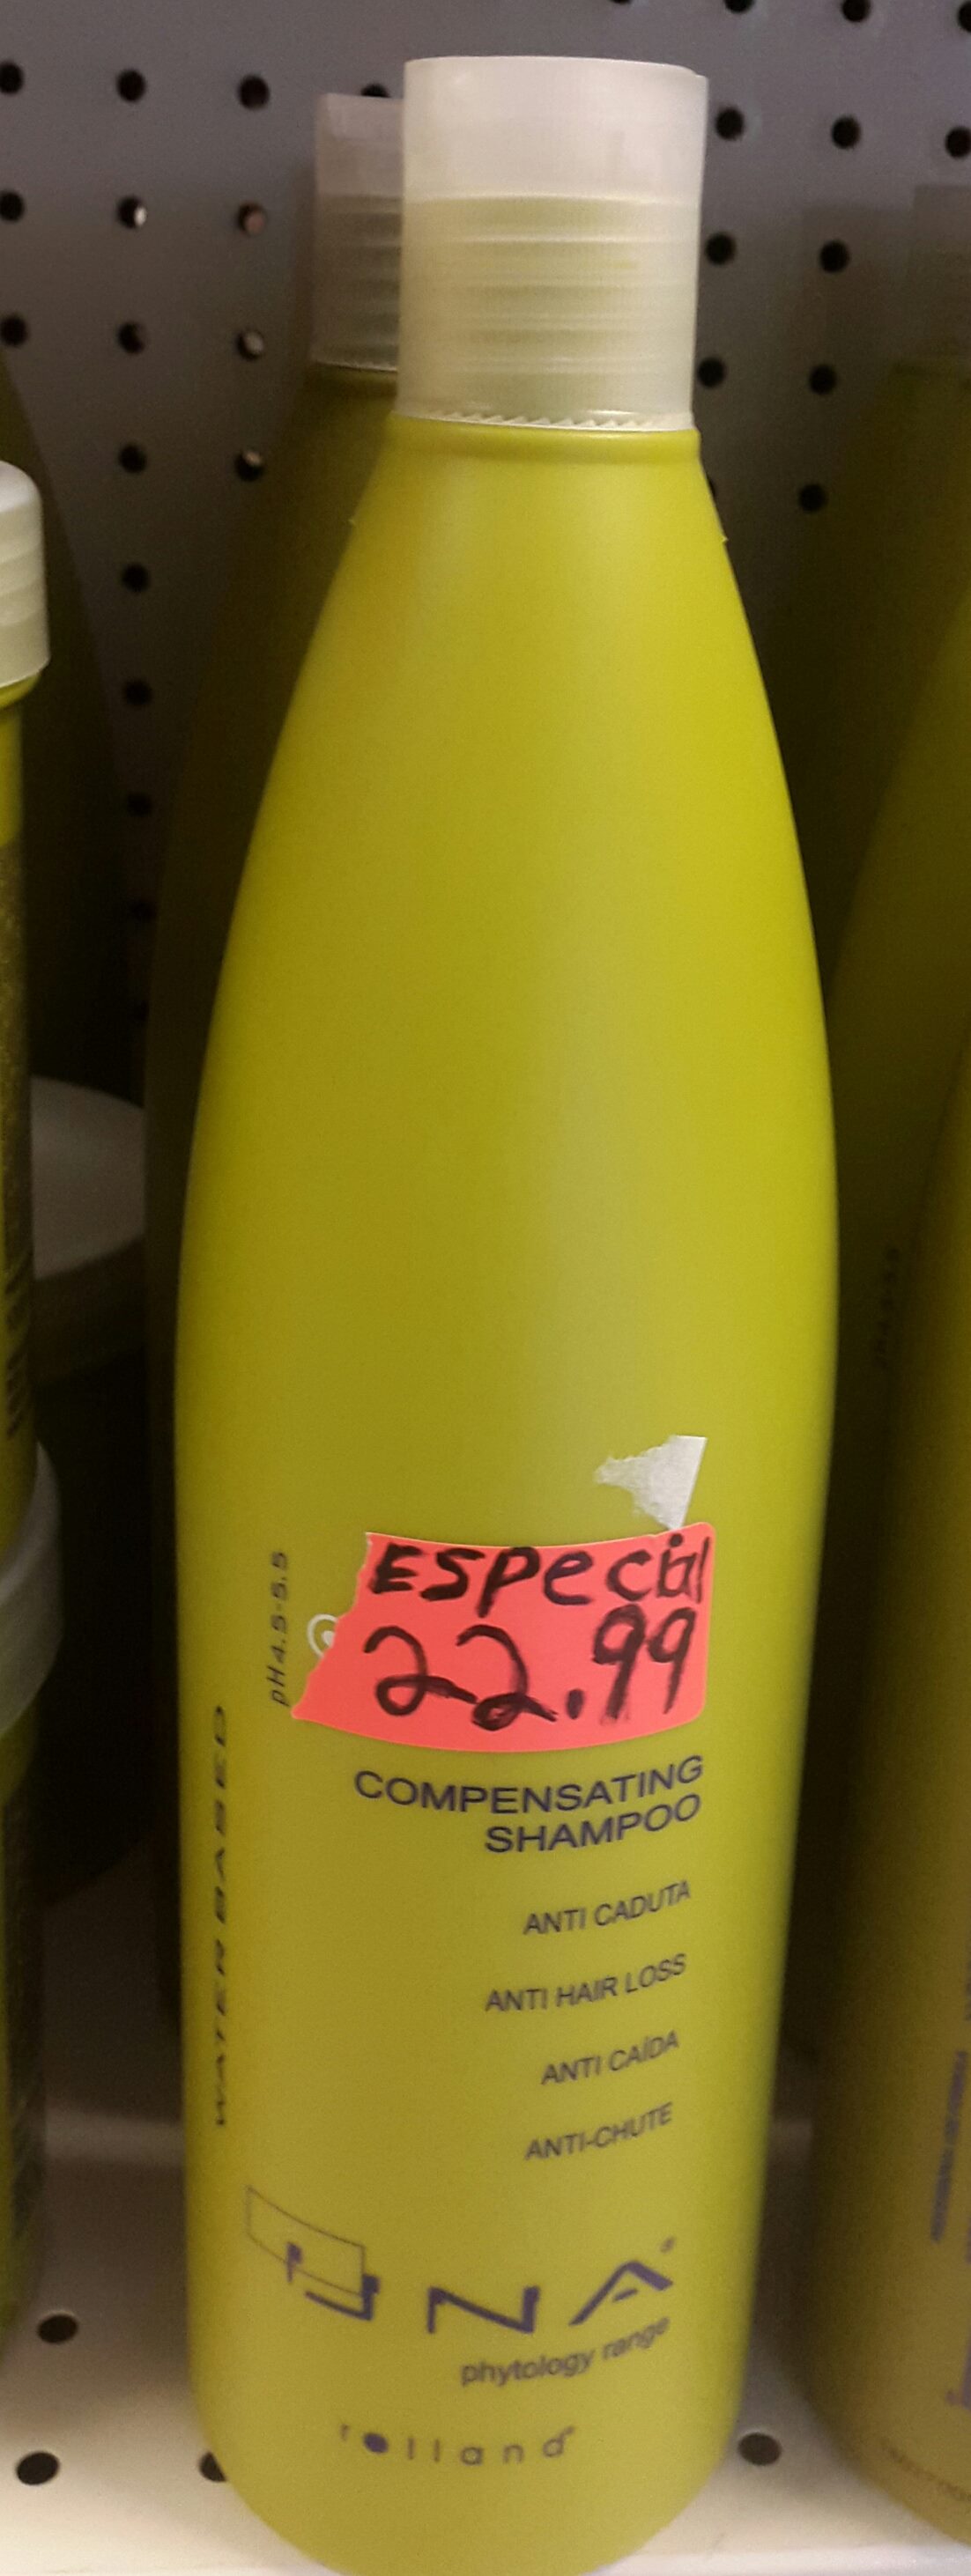 ESPecial
22.99
pH4.5-5.5
WATER BASED
COMPENSATING
SHAMPOO
ANTI CADUTA
ANTI HAIR LOSS
ANTI CAÍDA
ANTI-CHUTE
UNA®
phytology range
rolland®